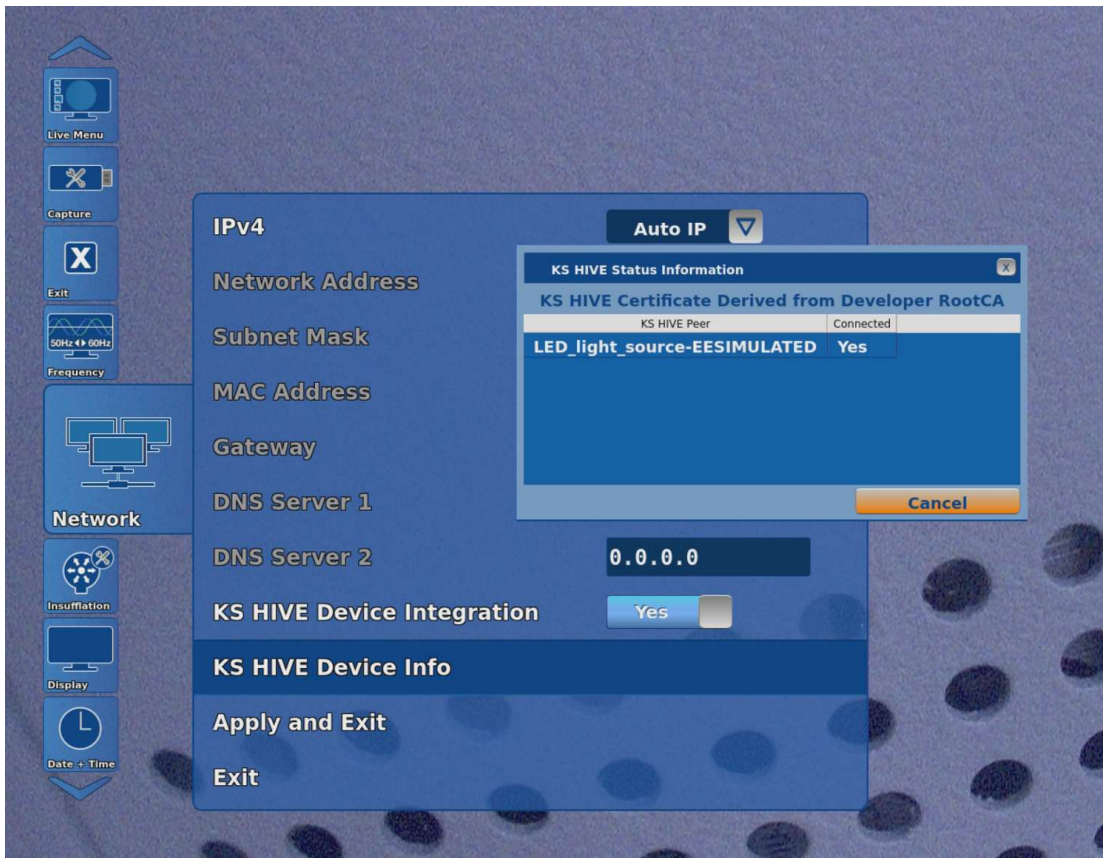 Live Menu
Capture
X
Exit
50Hz 60Hz
Frequency
Network
Insufflation
Display
Date + Time
IPv4
Auto IP
Network Address
Subnet Mask
MAC Address
Gateway
DNS Server 1
DNS Server 2
0.0.0.0
KS HIVE Device Integration
Yes
KS HIVE Device Info
Apply and Exit
Exit
KS HIVE Status Information
X
KS HIVE Certificate Derived from Developer RootCA
KS HIVE Peer Connected
LED_light_source-EESIMULATED Yes
Cancel